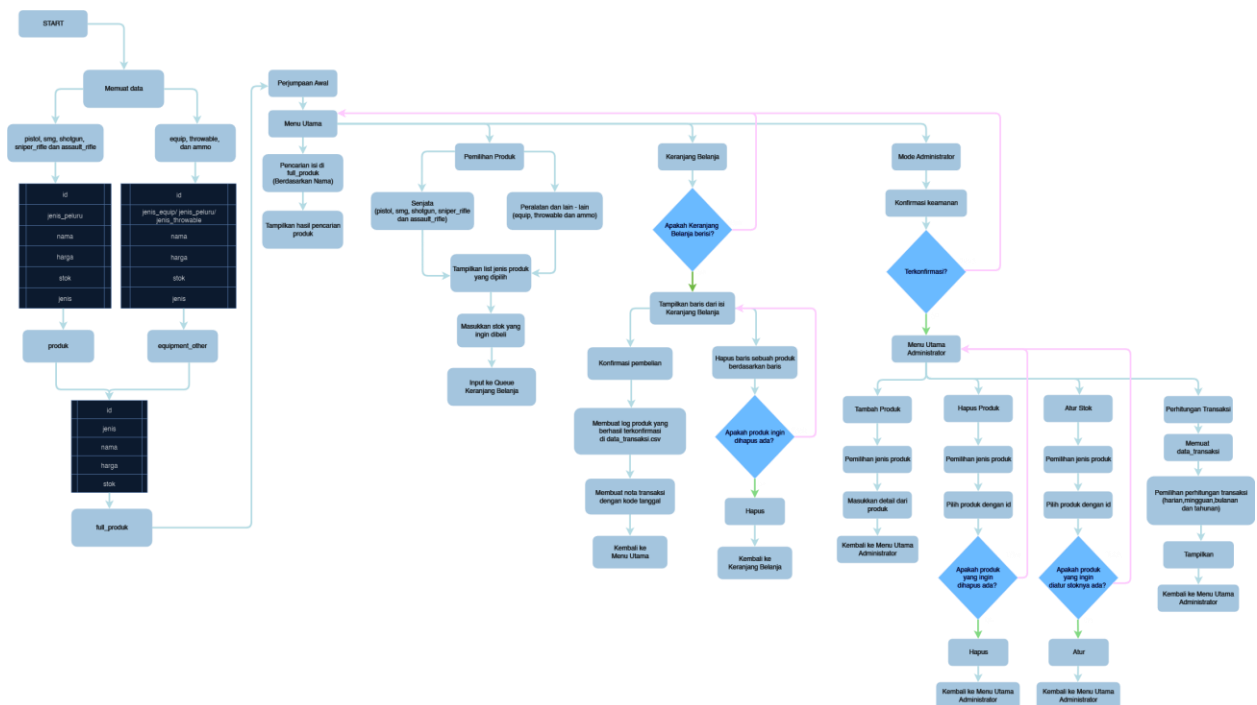 START
Memuat data
pistol, smg, shotgun,
sniper_rifle dan assault_rifle
equip, throwable,
dan ammo
id
jenis_peluru
nama
harga
stok
jenis
id
jenis_equip/ jenis_peluru/
jenis_throwable
nama
harga
stok
jenis
produk
equipment_other
id
jenis
nama
harga
stok
full_produk
Perjumpaan Awal
Menu Utama
Pencarian isi di
full_produk
(Berdasarkan Nama)
Tampilkan hasil pencarian
produk
Pemilihan Produk
Senjata
(pistol, smg, shotgun, sniper_rifle
dan assault_rifle)
Peralatan dan lain - lain
(equip, throwable dan ammo)
Tampilkan list jenis produk
yang dipilih
Masukkan stok yang
ingin dibeli
Input ke Queue
Keranjang Belanja
Keranjang Belanja
Apakah Keranjang
Belanja berisi?
Tampilkan baris dari isi
Keranjang Belanja
Konfirmasi pembelian
Membuat log produk yang
berhasil terkonfirmasi
di data_transaksi.csv
Membuat nota transaksi
dengan kode tanggal
Kembali ke
Menu Utama
Hapus baris sebuah produk
berdasarkan baris
Apakah produk ingin
dihapus ada?
Hapus
Kembali ke
Keranjang Belanja
Mode Administrator
Konfirmasi keamanan
Terkonfirmasi?
Menu Utama
Administrator
Tambah Produk
Pemilihan jenis produk
Masukkan detail dari
produk
Kembali ke Menu Utama
Administrator
Hapus Produk
Pemilihan jenis produk
Pilih produk dengan id
Apakah produk
yang ingin
dihapus ada?
Hapus
Kembali ke Menu Utama
Administrator
Atur Stok
Pemilihan jenis produk
Pilih produk dengan id
Apakah produk
yang ingin
diatur stoknya ada?
Atur
Kembali ke Menu Utama
Administrator
Perhitungan Transaksi
Memuat
data_transaksi
Pemilihan perhitungan transaksi
(harian,mingguan,bulanan
dan tahunan)
Tampilkan
Kembali ke Menu Utama
Administrator